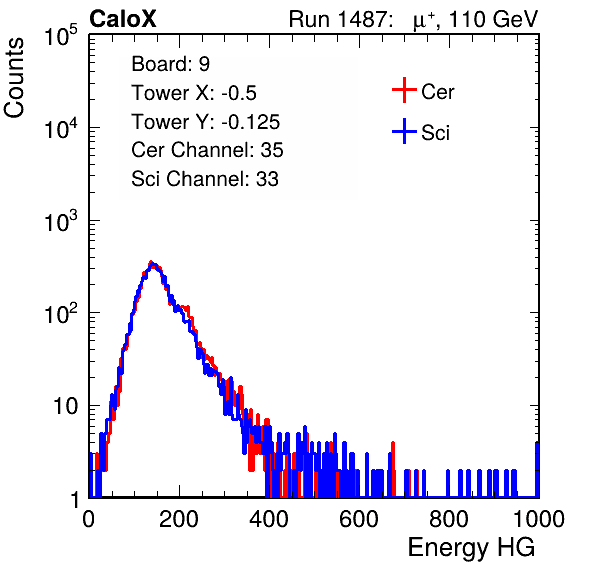 CaloX Run 1487: μ⁺, 110 GeV
Counts
10⁵
10⁴
10³
10²
10
1
Board: 9
Tower X: -0.5
Tower Y: -0.125
Cer Channel: 35
Sci Channel: 33
Cer
Sci
0 200 400 600 800 1000
Energy HG